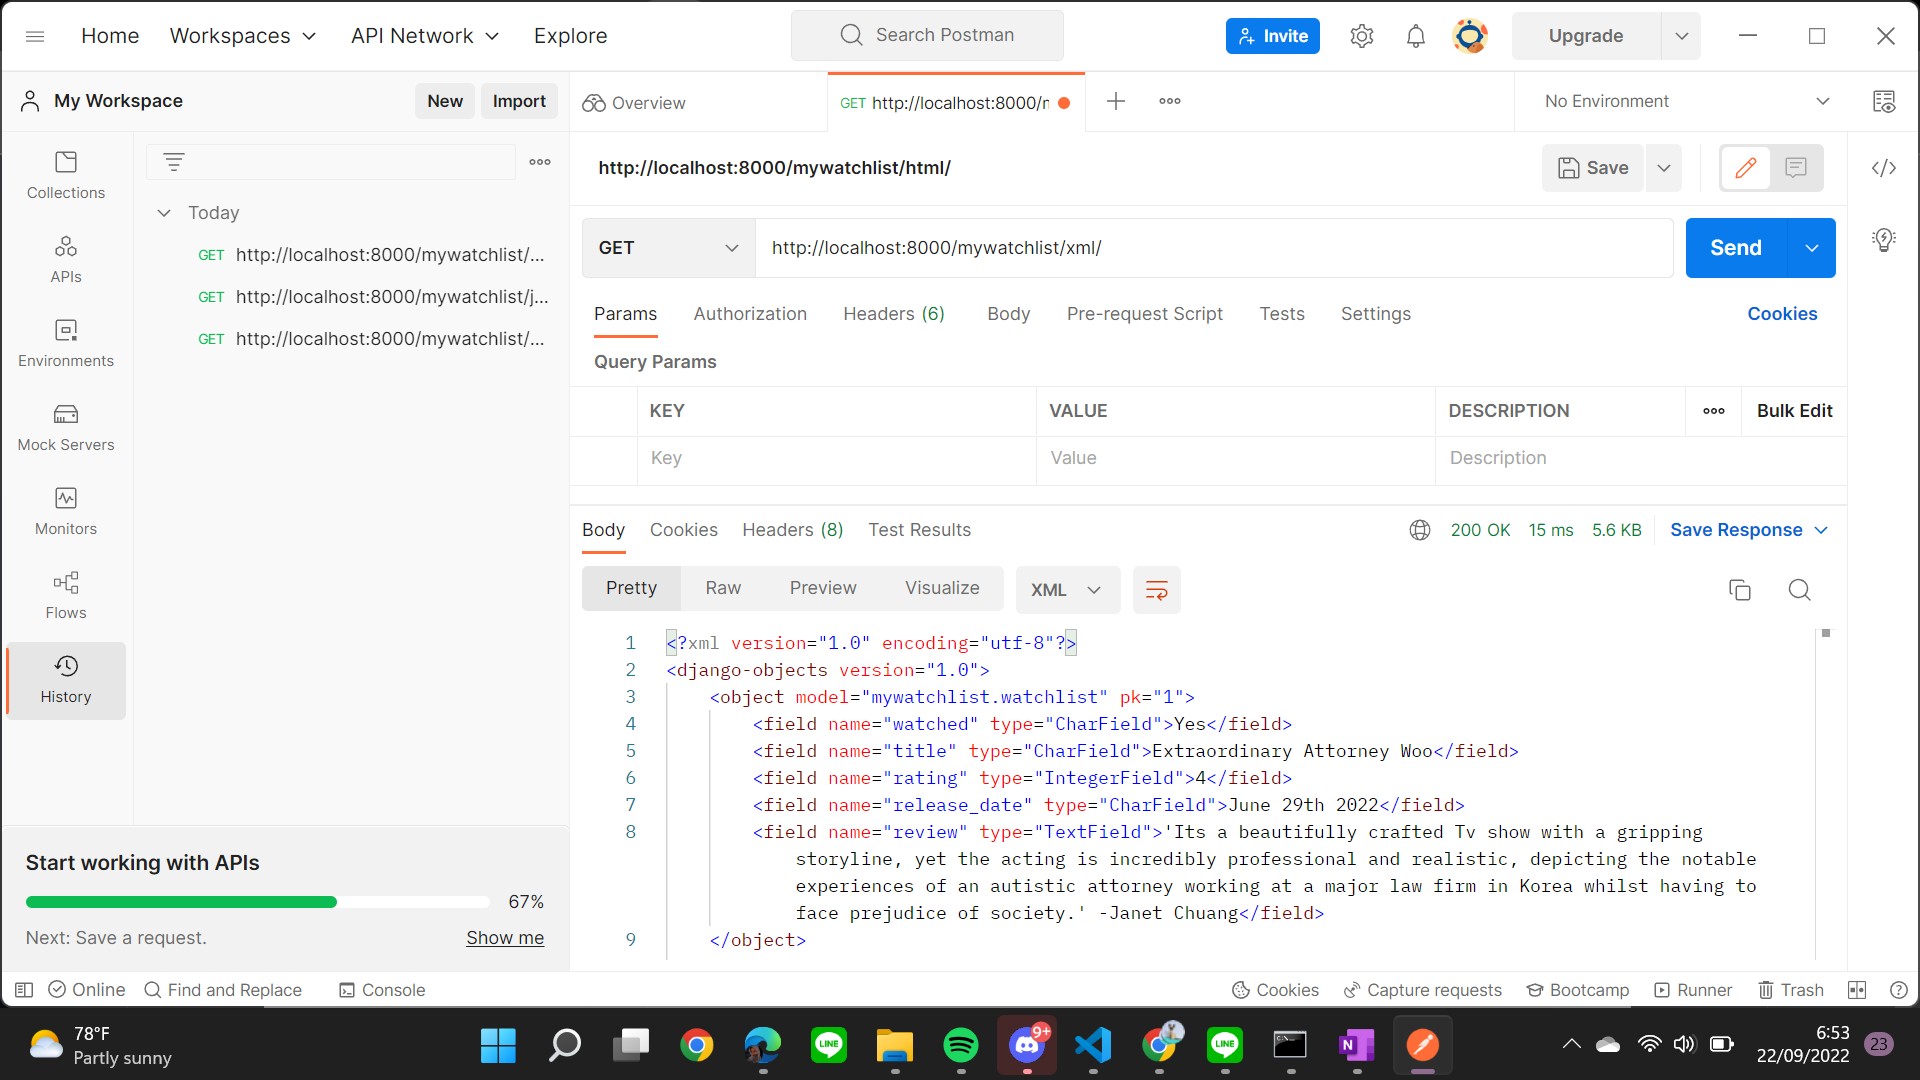 Home Workspaces API Network Explore Search Postman Invite Upgrade
My Workspace New Import Overview GET http://localhost:8000/r No Environment
Collections
APIs
Environments
Mock Servers
Monitors
Flows
History
Today
GET http://localhost:8000/mywatchlist/...
GET http://localhost:8000/mywatchlist/j...
GET http://localhost:8000/mywatchlist/...
Start working with APIs
67%
Next: Save a request. Show me
http://localhost:8000/mywatchlist/html/ Save
GET http://localhost:8000/mywatchlist/xml/ Send
Params Authorization Headers (6) Body Pre-request Script Tests Settings Cookies
Query Params
KEY VALUE DESCRIPTION Bulk Edit
Key Value Description
Body Cookies Headers (8) Test Results 200 OK 15 ms 5.6 KB Save Response
Pretty Raw Preview Visualize XML
1 <?xml version="1.0" encoding="utf-8"?>
2 <django-objects version="1.0">
3 <object model="mywatchlist.watchlist" pk="1">
4 <field name="watched" type="CharField">Yes</field>
5 <field name="title" type="CharField">Extraordinary Attorney Woo</field>
6 <field name="rating" type="IntegerField">4</field>
7 <field name="release_date" type="CharField">June 29th 2022</field>
8 <field name="review" type="TextField">'Its a beautifully crafted Tv show with a gripping
storyline, yet the acting is incredibly professional and realistic, depicting the notable
experiences of an autistic attorney working at a major law firm in Korea whilst having to
face prejudice of society.' -Janet Chuang</field>
9 </object>
Online Find and Replace Console Cookies Capture requests Bootcamp Runner Trash
78°F
Partly sunny
LINE
9+
LINE
N
6:53
22/09/2022
23